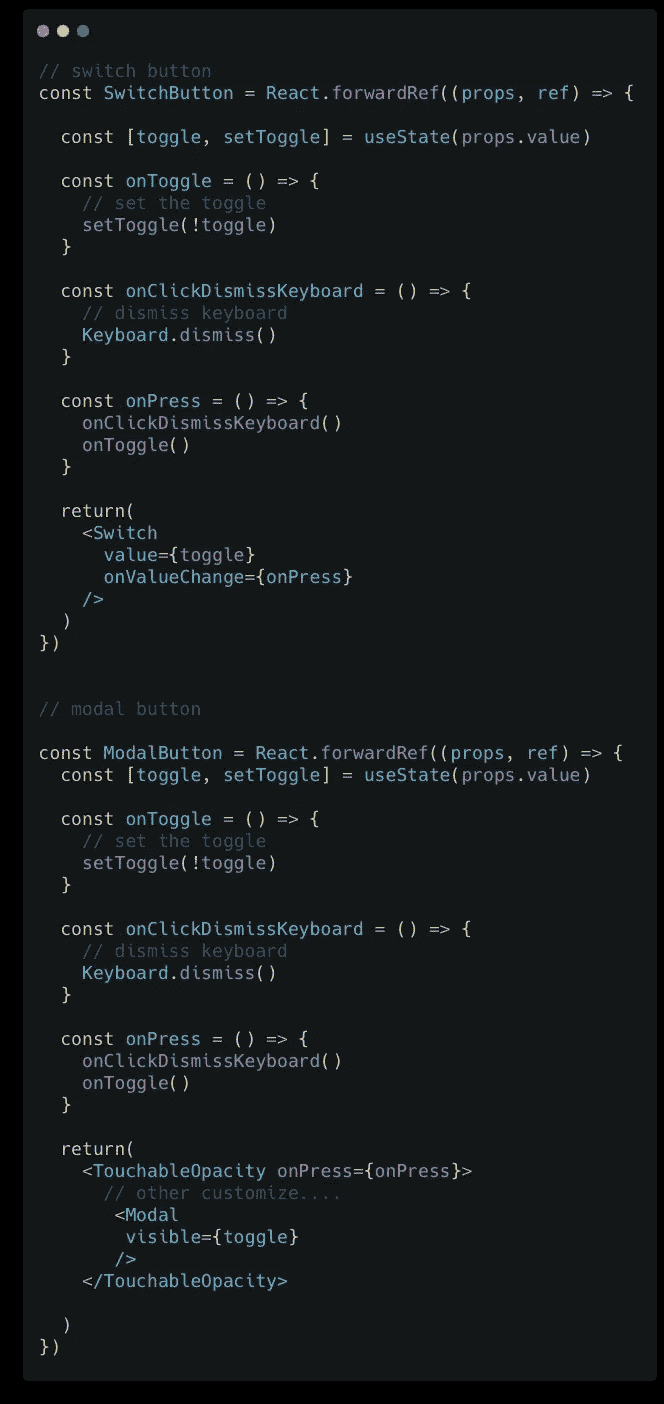 // switch button
const SwitchButton = React.forwardRef((props, ref) => {
  const [toggle, setToggle] = useState(props.value)
  const onToggle = () => {
    // set the toggle
    setToggle(!toggle)
  }
  const onClickDismissKeyboard = () => {
    // dismiss keyboard
    Keyboard.dismiss()
  }
  const onPress = () => {
    onClickDismissKeyboard()
    onToggle()
  }
  return(
    <Switch
      value={toggle}
      onValueChange={onPress}
    />
  )
})
// modal button
const ModalButton = React.forwardRef((props, ref) => {
  const [toggle, setToggle] = useState(props.value)
  const onToggle = () => {
    // set the toggle
    setToggle(!toggle)
  }
  const onClickDismissKeyboard = () => {
    // dismiss keyboard
    Keyboard.dismiss()
  }
  const onPress = () => {
    onClickDismissKeyboard()
    onToggle()
  }
  return(
    <TouchableOpacity onPress={onPress}>
      // other customize....
       <Modal
        visible={toggle}
       />
    </TouchableOpacity>
  )
})